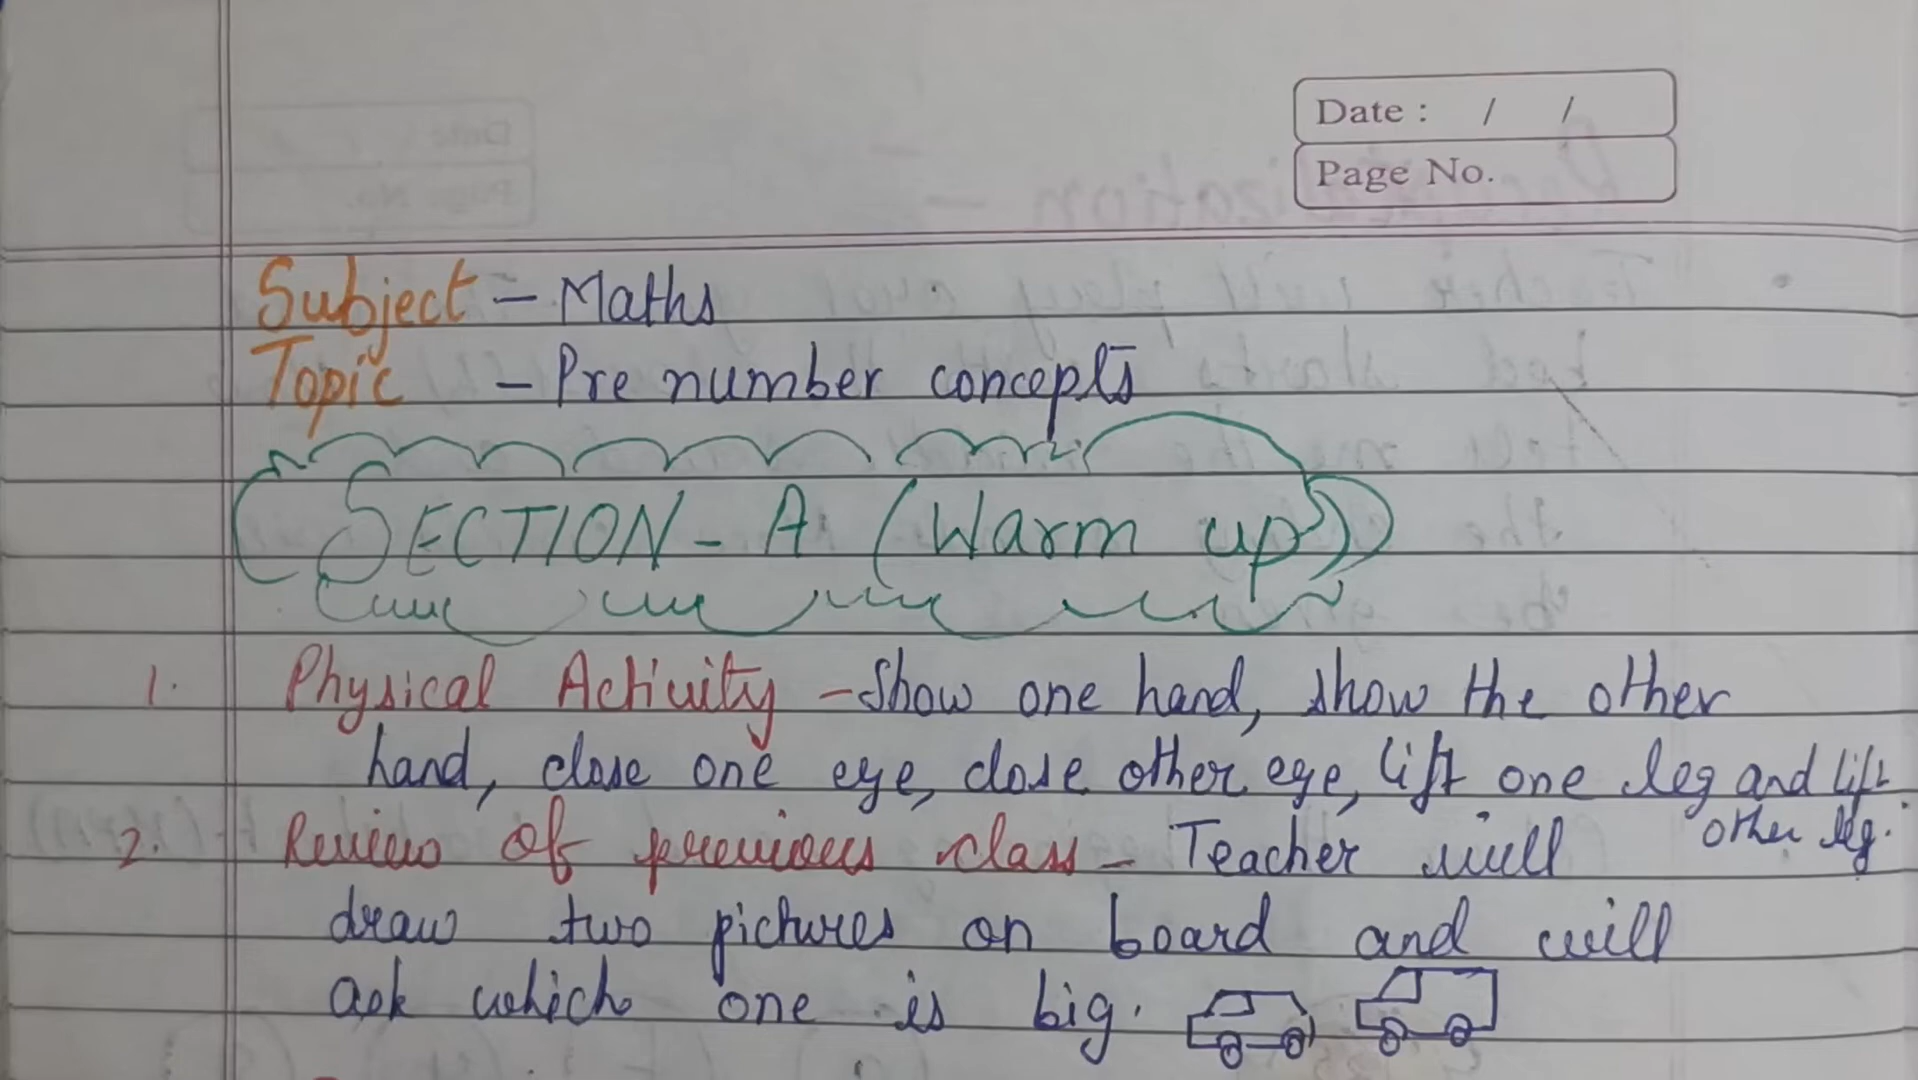 Date : / /
Page No.
Subject - Maths
Topic - Pre number concepts
SECTION - A (Warm up)
1. Physical Activity - Show one hand, show the other
hand, close one eye, close other eye, lift one leg and lift
other leg.
2. Review of previous class - Teacher will
draw two pictures on board and will
ask which one is big.